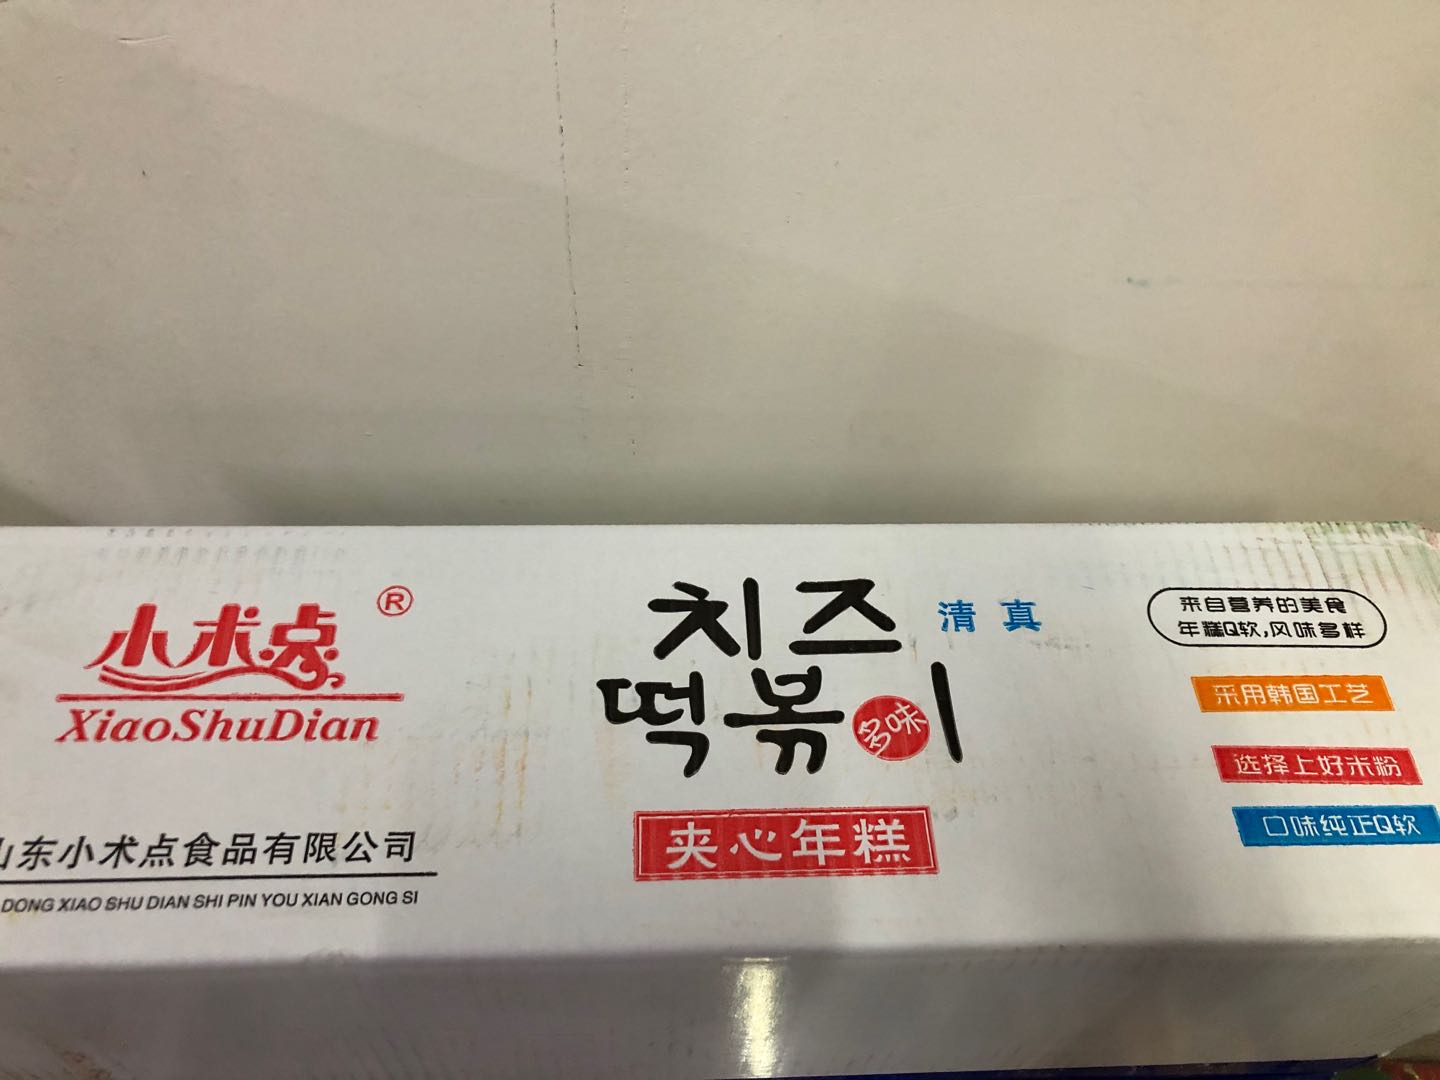 小术点®
XiaoShuDian
山东小术点食品有限公司
DONG XIAO SHU DIAN SHI PIN YOU XIAN GONG SI
치즈
떡볶이
多味
清真
夹心年糕
来自营养的美食
年糕Q软,风味多样
采用韩国工艺
选择上好米粉
口味纯正Q软